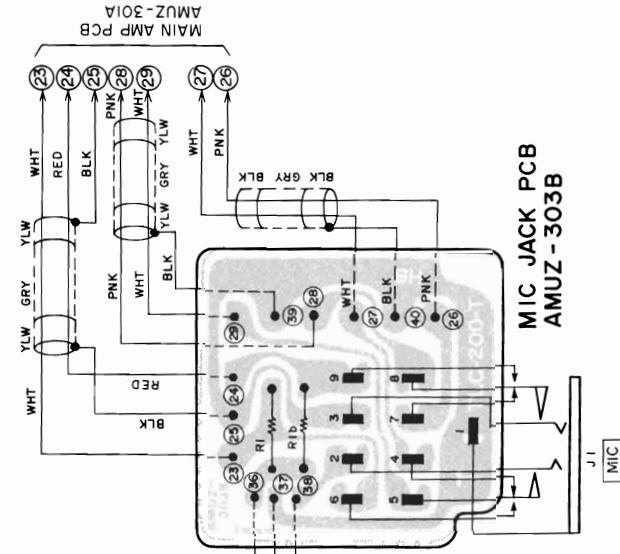 MAIN AMP PCB
AMUZ-301A
23
24
25
28
29
27
26
WHT
RED
BLK
PNK
WHT
WHT
PNK
YLW
GRY
YLW
YLW
GRY
YLW
BLK
GRY
BLK
PNK
WHT
BLK
WHT
RED
BLK
WHT
BLK
PNK
MIC JACK PCB
AMUZ-303B
29
39
28
27
40
26
24
25
23
36
37
38
R1
R1b
9
8
3
7
2
4
6
5
1
J1
MIC